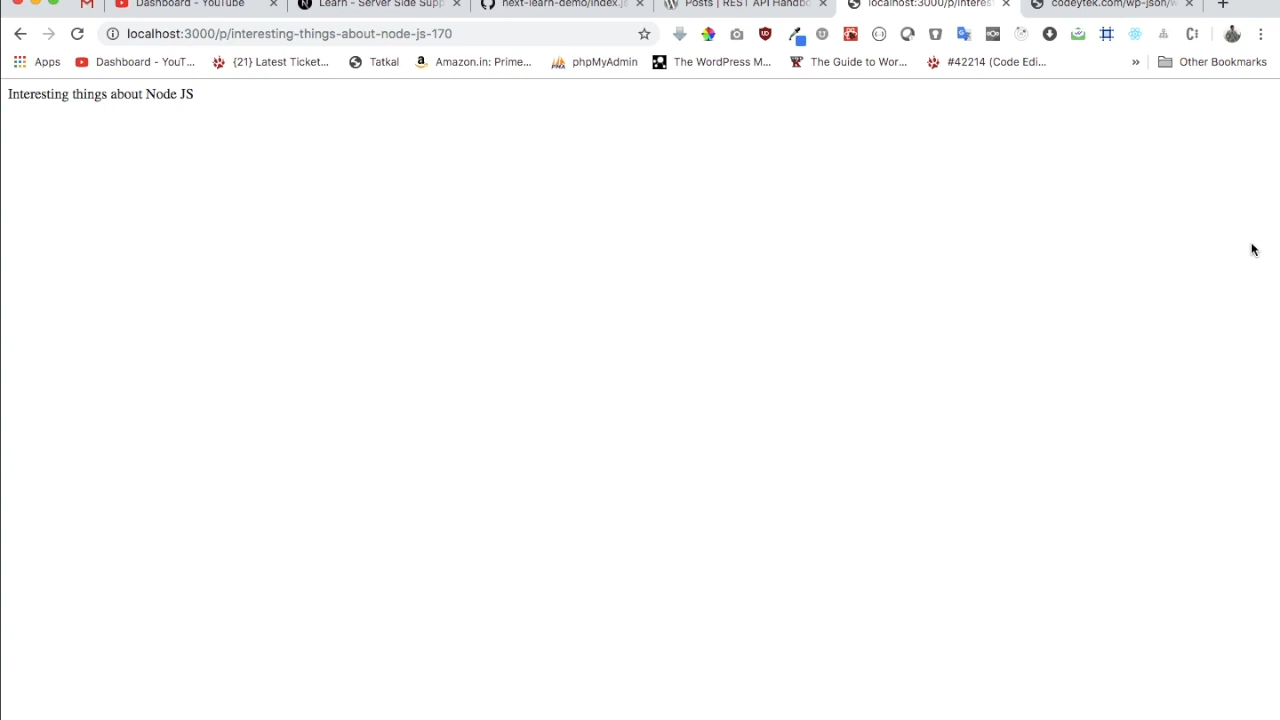 Dashboard - YouTube
Learn - Server Side Supp
next-learn-demo/index.js
Posts | REST API Handbo
localhost:3000/p/interest
codeytek.com/wp-json/w
localhost:3000/p/interesting-things-about-node-js-170
Apps
Dashboard - YouT...
{21} Latest Ticket...
Tatkal
Amazon.in: Prime...
phpMyAdmin
The WordPress M...
The Guide to Wor...
#42214 (Code Edi...
»
Other Bookmarks
Interesting things about Node JS